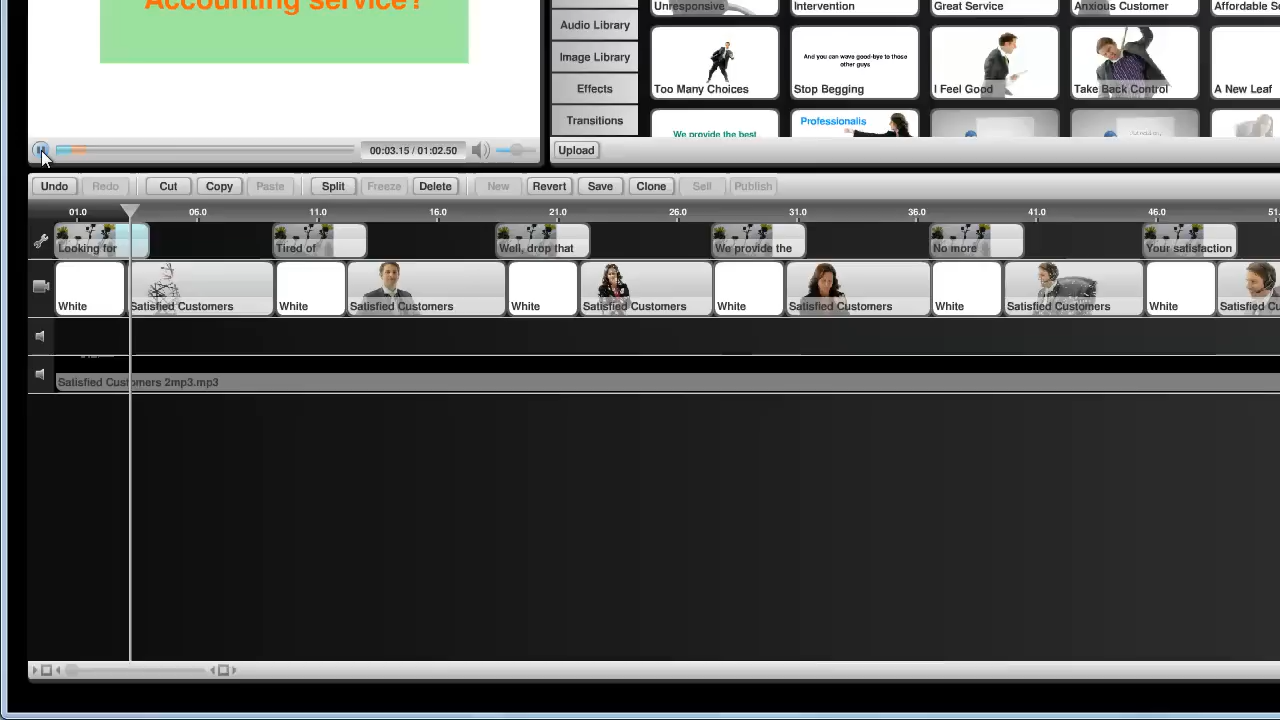 Accounting service?
Unresponsive
Intervention
Great Service
Anxious Customer
Affordable Se
Audio Library
Image Library
Effects
Transitions
Too Many Choices
And you can wave good-bye to those
other guys
Stop Begging
I Feel Good
Take Back Control
A New Leaf
We provide the best
Professionalis
00:03.15 / 01:02.50
Upload
Undo Redo Cut Copy Paste Split Freeze Delete New Revert Save Clone Sell Publish
01.0 06.0 11.0 16.0 21.0 26.0 31.0 36.0 41.0 46.0 51.
Looking for Tired of Well, drop that We provide the No more Your satisfaction
White Satisfied Customers White Satisfied Customers White Satisfied Customers White Satisfied Customers White Satisfied Customers White Satisfied Cu
Satisfied Customers 2mp3.mp3